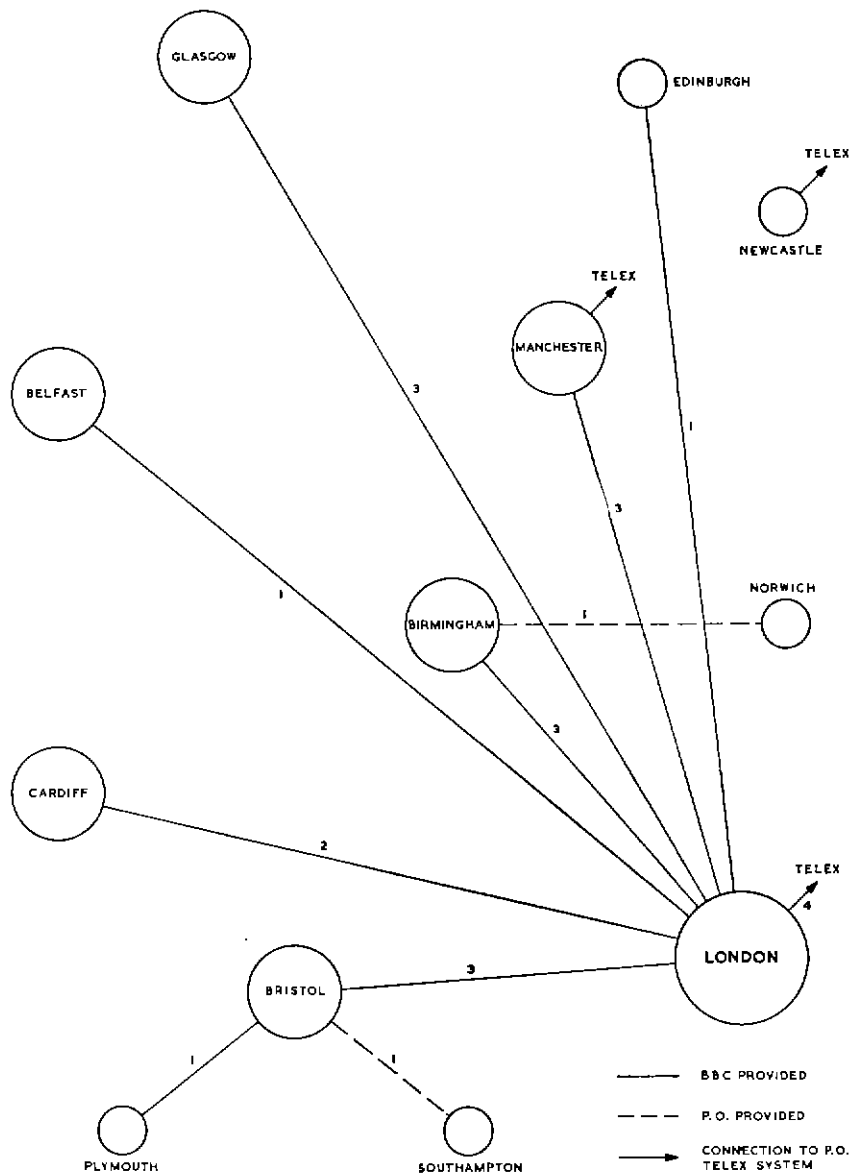 GLASGOW
EDINBURGH
TELEX
NEWCASTLE
TELEX
MANCHESTER
BELFAST
3
1
3
1
NORWICH
BIRMINGHAM
1
3
CARDIFF
2
TELEX
4
LONDON
3
BRISTOL
1
1
BBC PROVIDED
P.O. PROVIDED
CONNECTION TO P.O.
TELEX SYSTEM
PLYMOUTH
SOUTHAMPTON